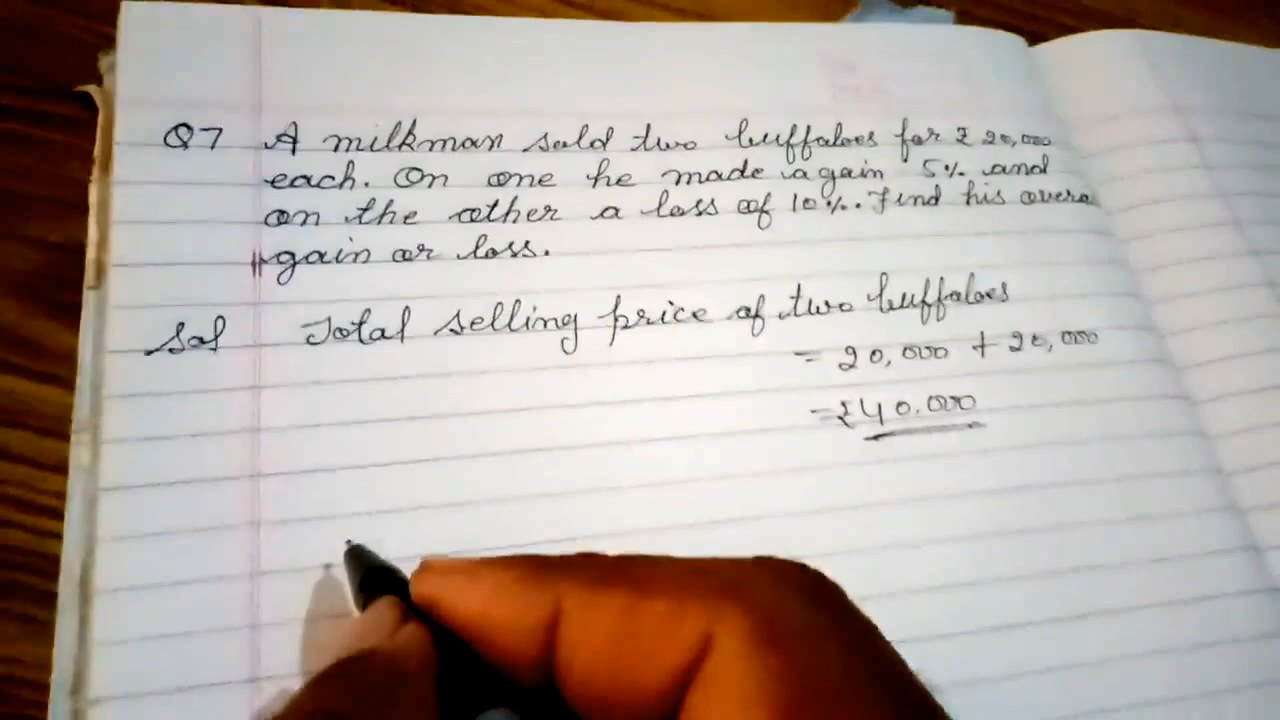 Q7 A milkman sold two buffaloes for ₹ 20,000
each. On one he made again 5% and
on the other a loss of 10%. Find his overa
gain or loss.
Sol Total selling price of two buffaloes
= 20,000 + 20,000
= ₹ 40.000